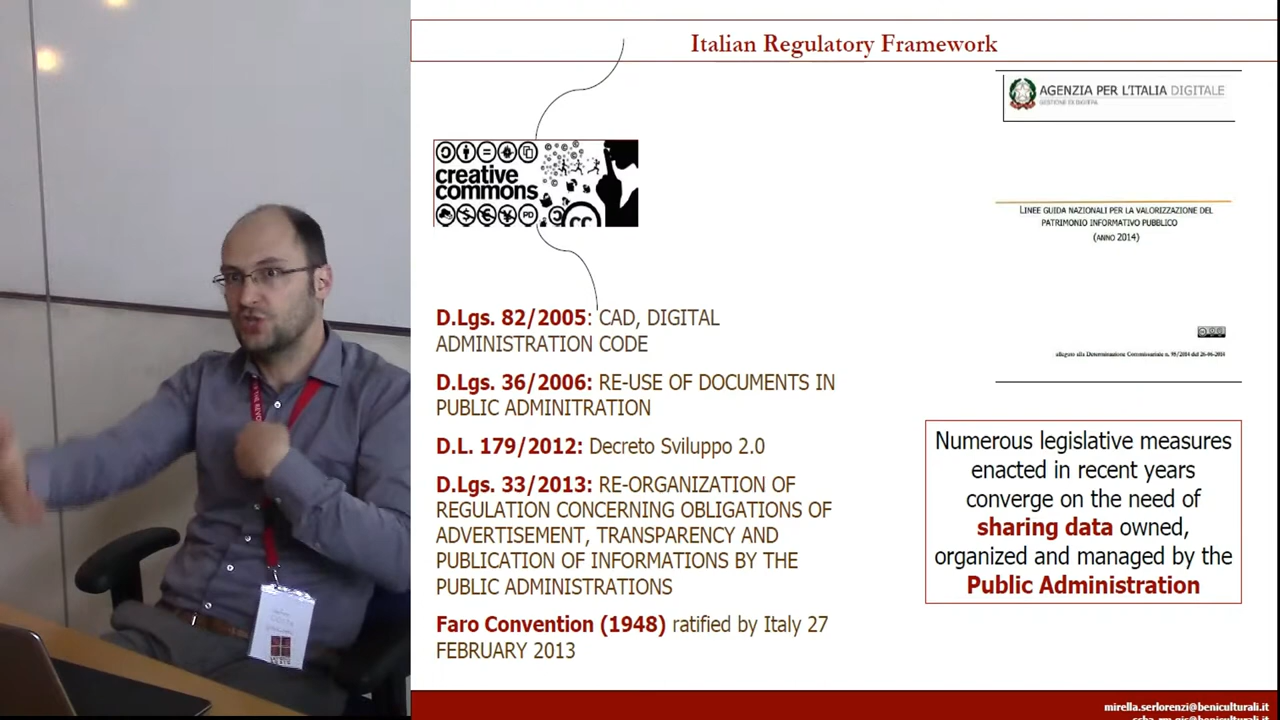 Italian Regulatory Framework
AGENZIA PER L'ITALIA DIGITALE
creative
commons
PD
cc
LINEE GUIDA NAZIONALI PER LA VALORIZZAZIONE DEL
PATRIMONIO INFORMATIVO PUBBLICO
(ANNO 2014)
D.Lgs. 82/2005: CAD, DIGITAL
ADMINISTRATION CODE
D.Lgs. 36/2006: RE-USE OF DOCUMENTS IN
PUBLIC ADMINITRATION
D.L. 179/2012: Decreto Sviluppo 2.0
D.Lgs. 33/2013: RE-ORGANIZATION OF
REGULATION CONCERNING OBLIGATIONS OF
ADVERTISEMENT, TRANSPARENCY AND
PUBLICATION OF INFORMATIONS BY THE
PUBLIC ADMINISTRATIONS
Faro Convention (1948) ratified by Italy 27
FEBRUARY 2013
Numerous legislative measures
enacted in recent years
converge on the need of
sharing data owned,
organized and managed by the
Public Administration
mirella.serlorenzi@beniculturali.it